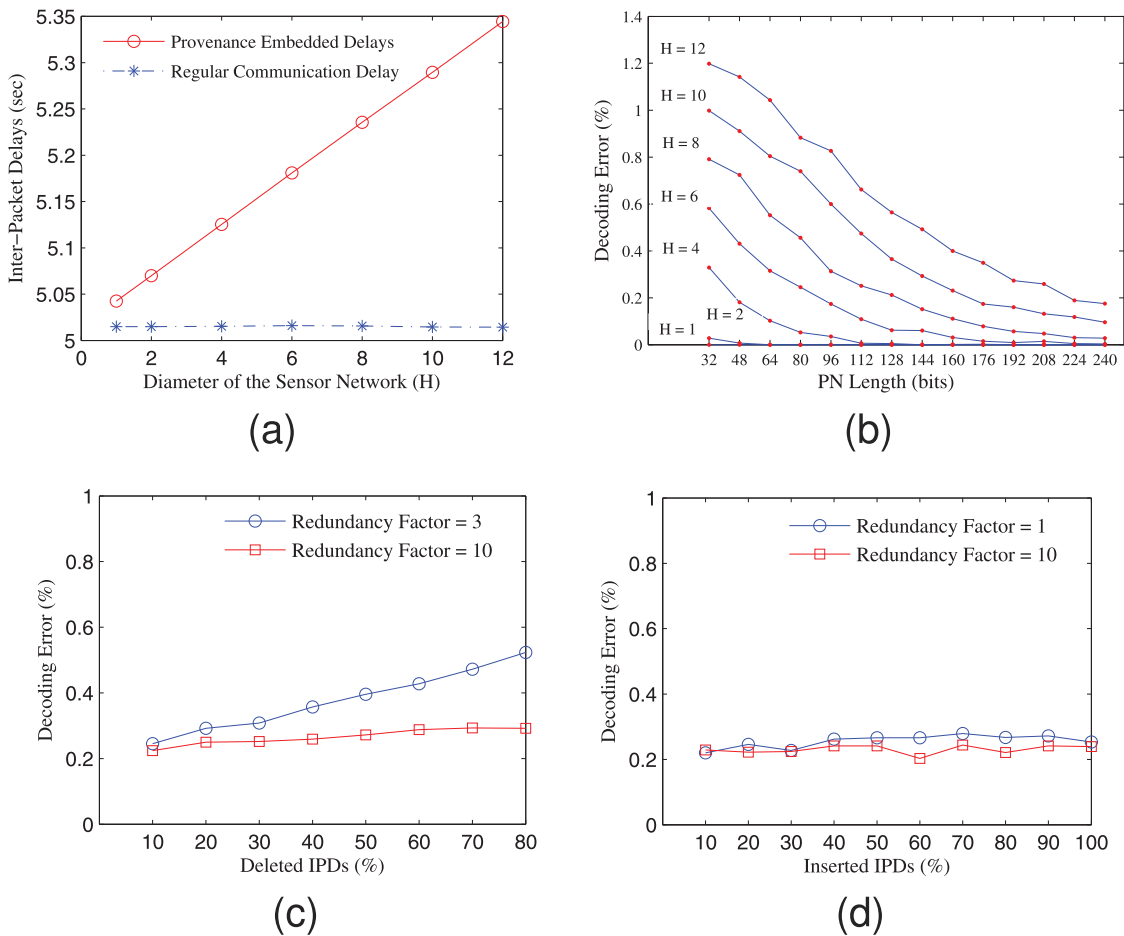 5.35
5.3
5.25
5.2
5.15
5.1
5.05
5
Inter-Packet Delays (sec)
Provenance Embedded Delays
Regular Communication Delay
0 2 4 6 8 10 12
Diameter of the Sensor Network (H)
(a)
1.4
1.2
1
0.8
0.6
0.4
0.2
0
Decoding Error (%)
H = 12
H = 10
H = 8
H = 6
H = 4
H = 2
H = 1
32 48 64 80 96 112 128 144 160 176 192 208 224 240
PN Length (bits)
(b)
1
0.8
0.6
0.4
0.2
0
Decoding Error (%)
Redundancy Factor = 3
Redundancy Factor = 10
10 20 30 40 50 60 70 80
Deleted IPDs (%)
(c)
1
0.8
0.6
0.4
0.2
0
Decoding Error (%)
Redundancy Factor = 1
Redundancy Factor = 10
10 20 30 40 50 60 70 80 90 100
Inserted IPDs (%)
(d)